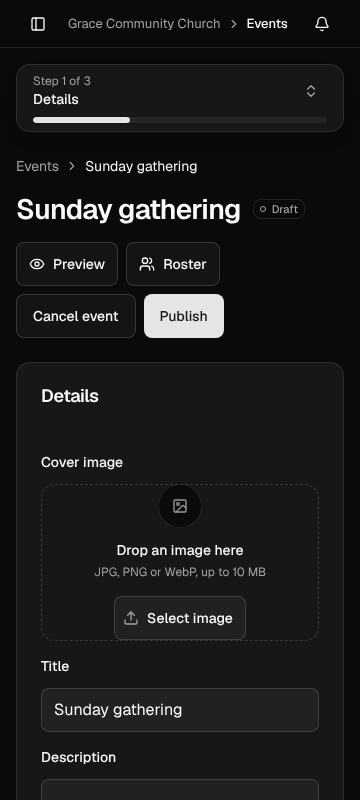 Grace Community Church > Events
Step 1 of 3
Details
Events > Sunday gathering
Sunday gathering
Draft
Preview
Roster
Cancel event
Publish
Details
Cover image
Drop an image here
JPG, PNG or WebP, up to 10 MB
Select image
Title
Sunday gathering
Description